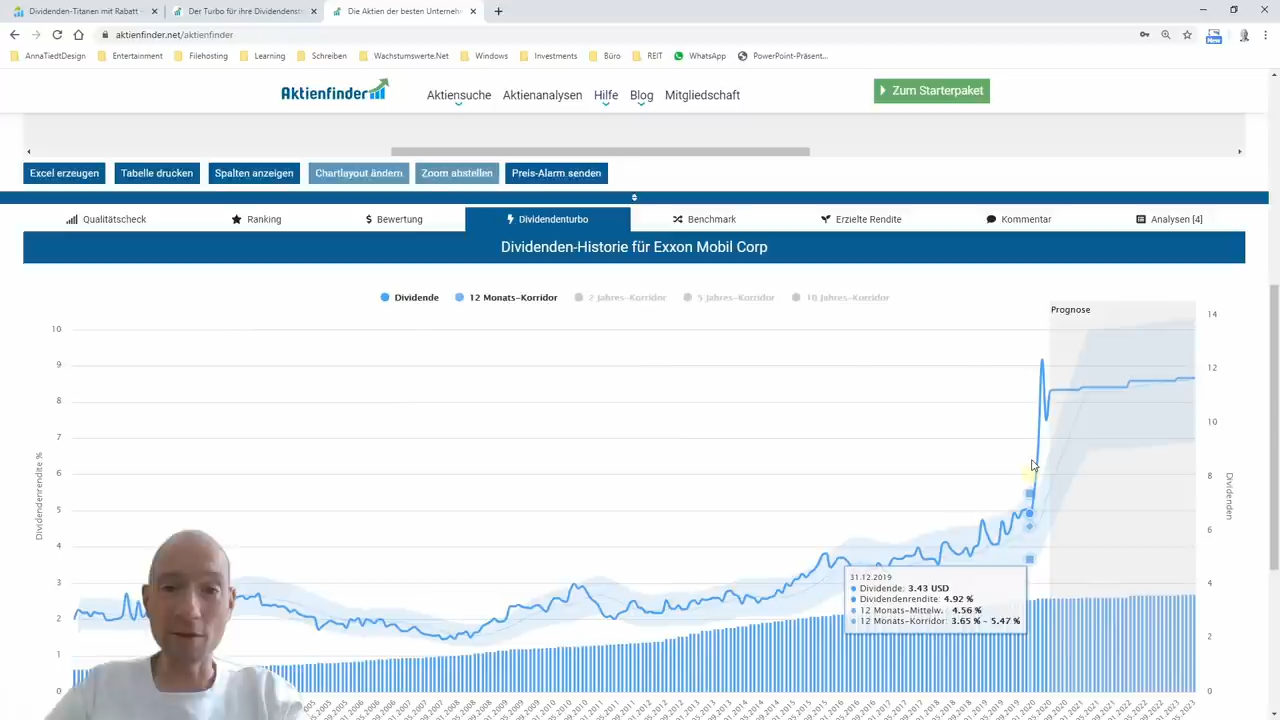 Dividenden-Titanen mit Rabatt -
Der Turbo für ihre Dividendenst
Die Aktien der besten Unterneh
aktienfinder.net/aktienfinder
AnnaTiedtDesign
Entertainment
Filehosting
Learning
Schreiben
Wachstumswerte.Net
Windows
Investments
Büro
REIT
WhatsApp
PowerPoint-Präsent...
New
Aktienfinder
Aktiensuche
Aktienanalysen
Hilfe
Blog
Mitgliedschaft
Zum Starterpaket
Excel erzeugen
Tabelle drucken
Spalten anzeigen
Chartlayout ändern
Zoom abstellen
Preis-Alarm senden
Qualitätscheck
Ranking
Bewertung
Dividendenturbo
Benchmark
Erzielte Rendite
Kommentar
Analysen [4]
Dividenden-Historie für Exxon Mobil Corp
Dividende
12 Monats-Korridor
2 Jahres-Korridor
5 Jahres-Korridor
10 Jahres-Korridor
Prognose
10
9
8
7
6
5
4
3
2
1
0
Dividendenrendite %
14
12
10
8
6
4
2
0
Dividenden
31.12.2019
Dividende: 3.43 USD
Dividendenrendite: 4.92 %
12 Monats-Mittelw.: 4.56 %
12 Monats-Korridor: 3.65 % - 5.47 %